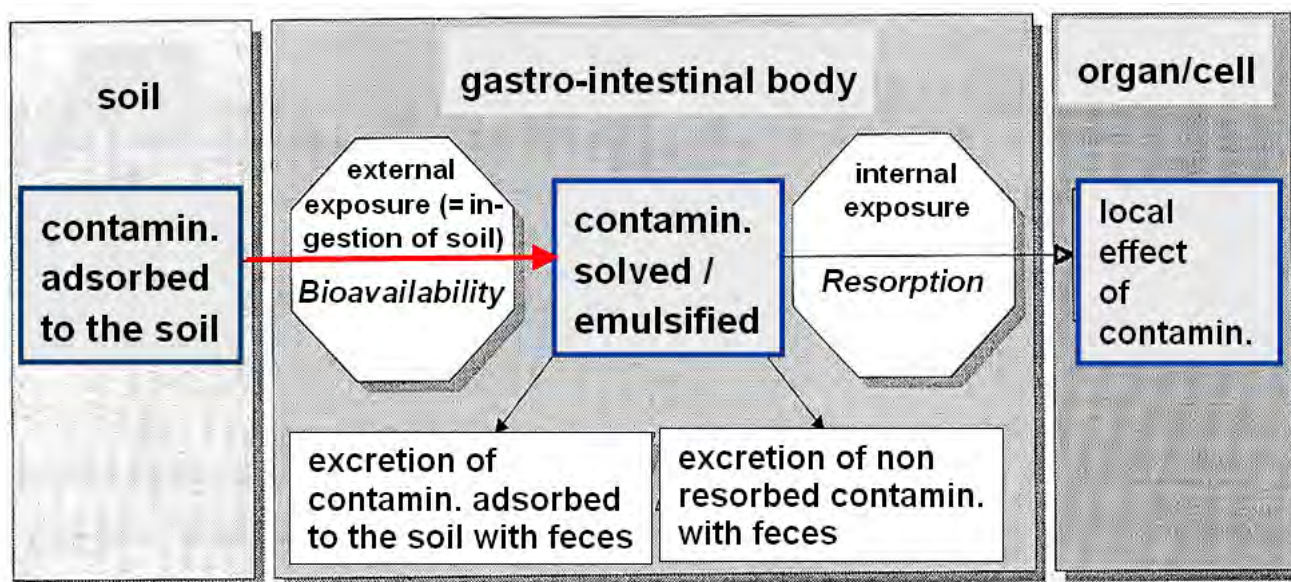 soil
gastro-intestinal body
organ/cell
contamin.
adsorbed
to the soil
external
exposure (= in-
gestion of soil)
Bioavailability
contamin.
solved /
emulsified
internal
exposure
Resorption
local
effect
of
contamin.
excretion of
contamin. adsorbed
to the soil with feces
excretion of non
resorbed contamin.
with feces